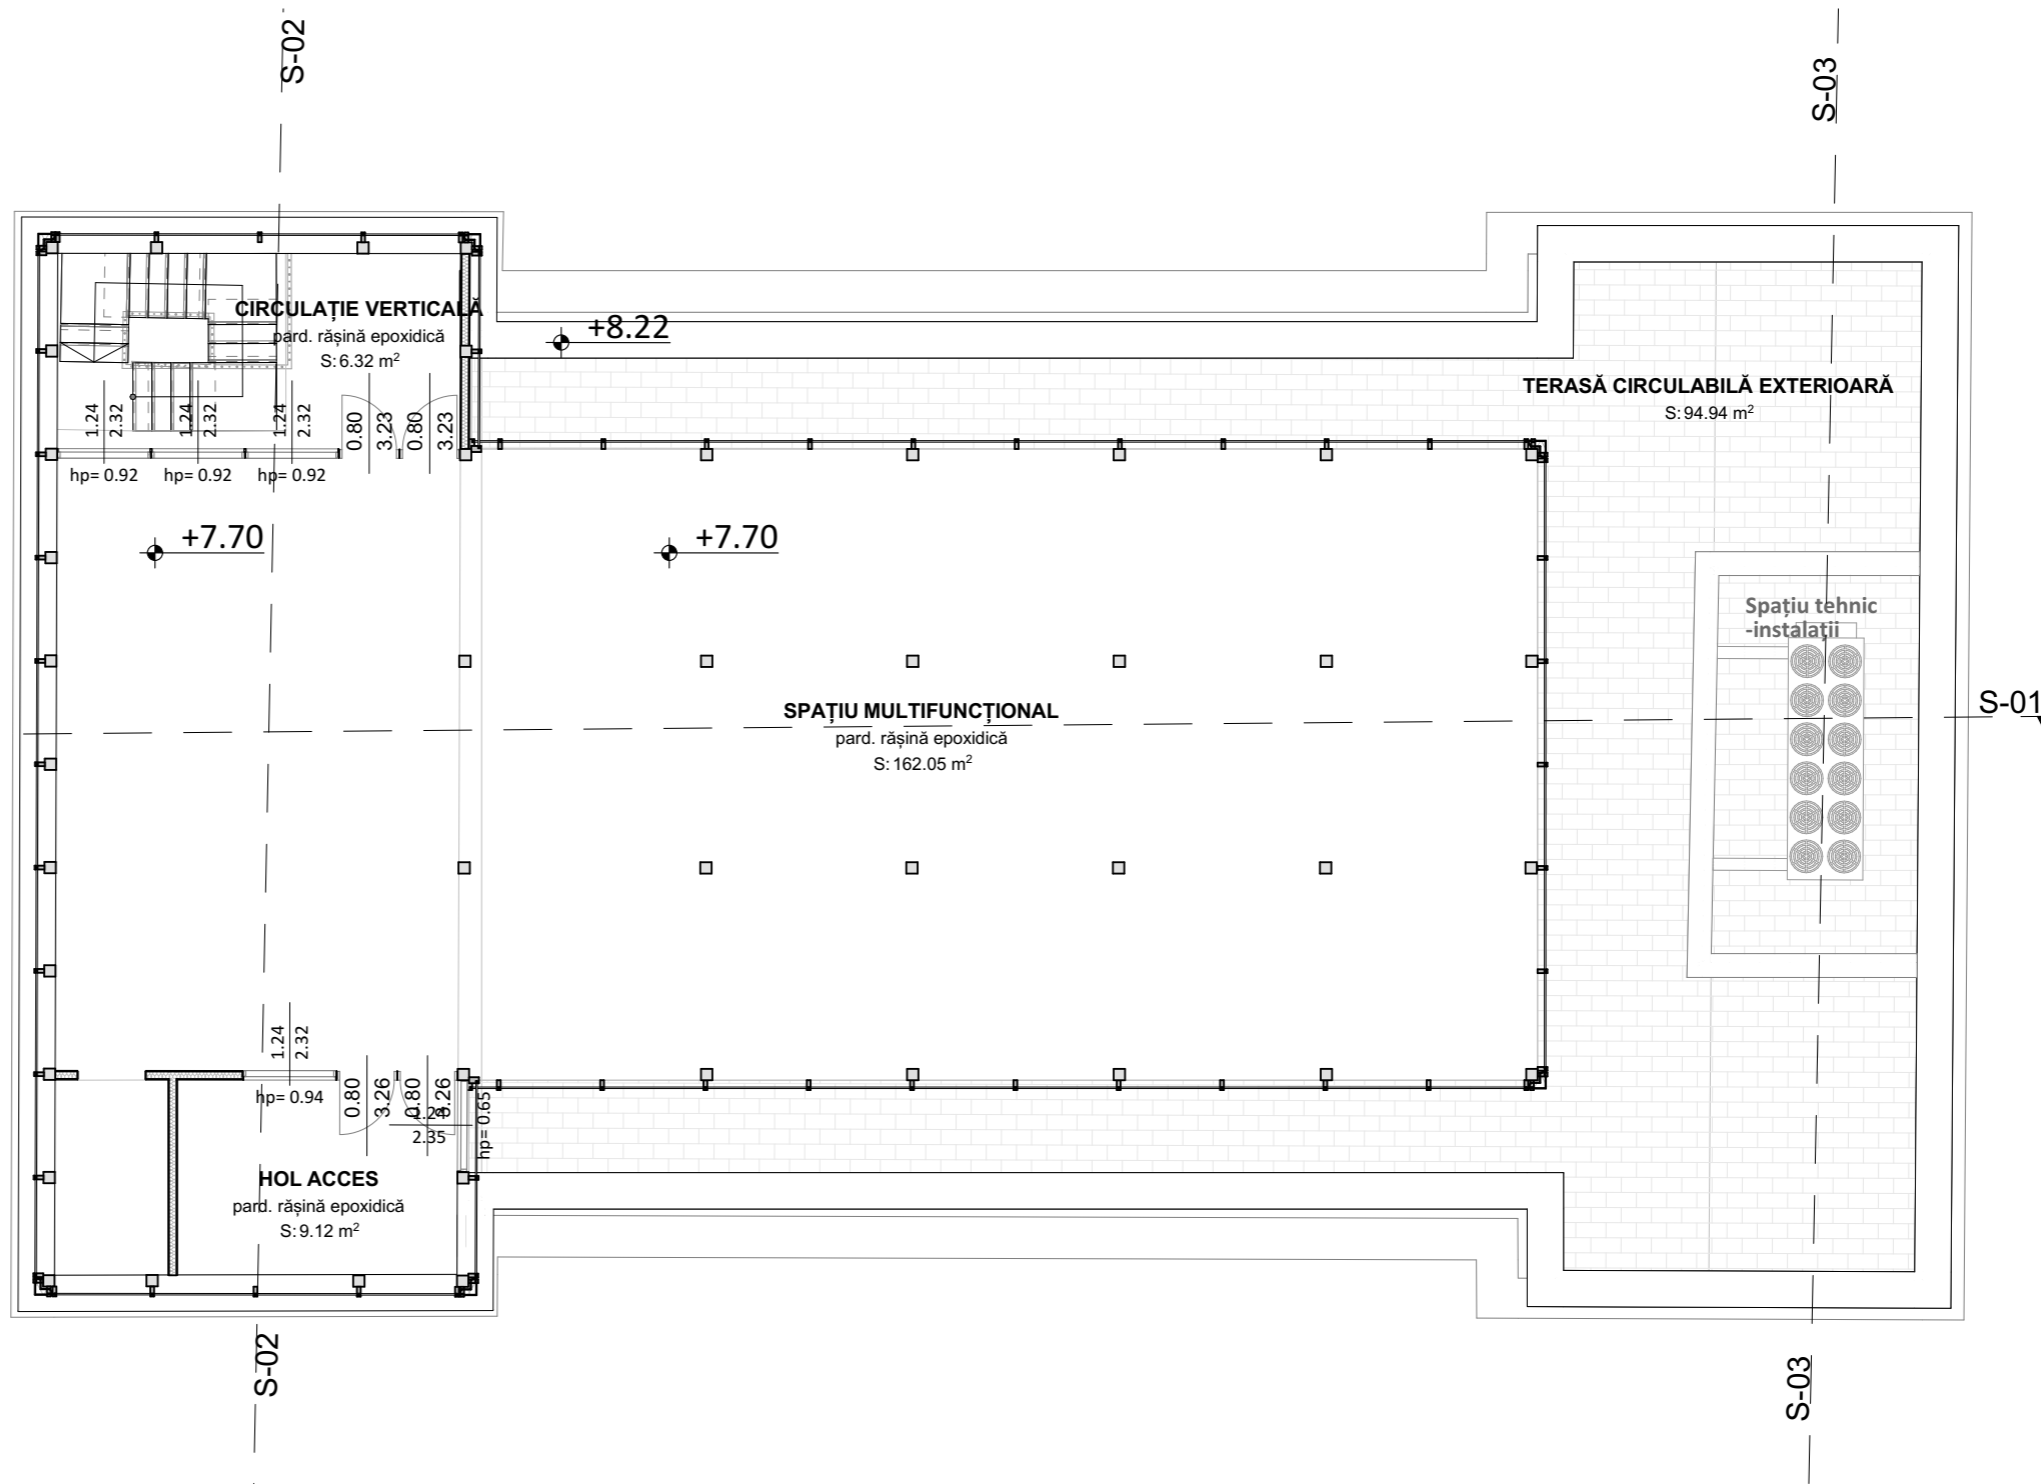 S-02
S-03
CIRCULAȚIE VERTICALĂ
pard. rășină epoxidică
S: 6.32 m²
+8.22
TERASĂ CIRCULABILĂ EXTERIOARĂ
S: 94.94 m²
1.24
2.32
1.24
2.32
1.24
2.32
0.80
3.23
0.80
3.23
hp= 0.92
hp= 0.92
hp= 0.92
+7.70
+7.70
Spațiu tehnic
-instalații
S-01
SPAȚIU MULTIFUNCȚIONAL
pard. rășină epoxidică
S: 162.05 m²
1.24
2.32
hp= 0.94
0.80
3.26
0.80
3.26
1.24
2.35
hp= 0.65
HOL ACCES
pard. rășină epoxidică
S: 9.12 m²
S-02
S-03